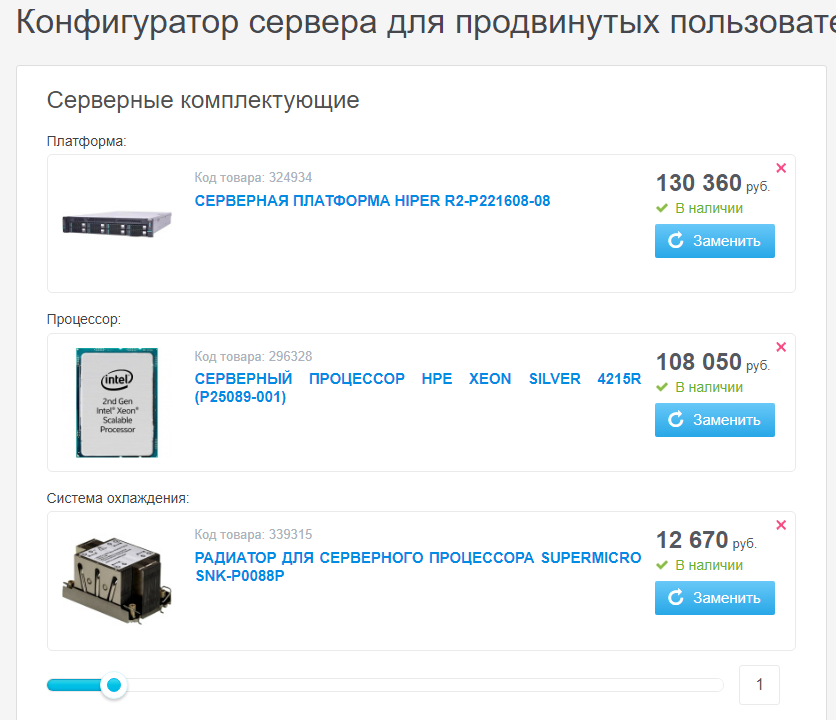 Конфигуратор сервера для продвинутых пользовате
Серверные комплектующие
Платформа:
Код товара: 324934
СЕРВЕРНАЯ ПЛАТФОРМА HIPER R2-P221608-08
130 360 руб.
В наличии
Заменить
Процессор:
intel
2nd Gen
Intel® Xeon®
Scalable
Processor
Код товара: 296328
СЕРВЕРНЫЙ ПРОЦЕССОР HPE XEON SILVER 4215R
(P25089-001)
108 050 руб.
В наличии
Заменить
Система охлаждения:
Код товара: 339315
РАДИАТОР ДЛЯ СЕРВЕРНОГО ПРОЦЕССОРА SUPERMICRO
SNK-P0088P
12 670 руб.
В наличии
Заменить
1